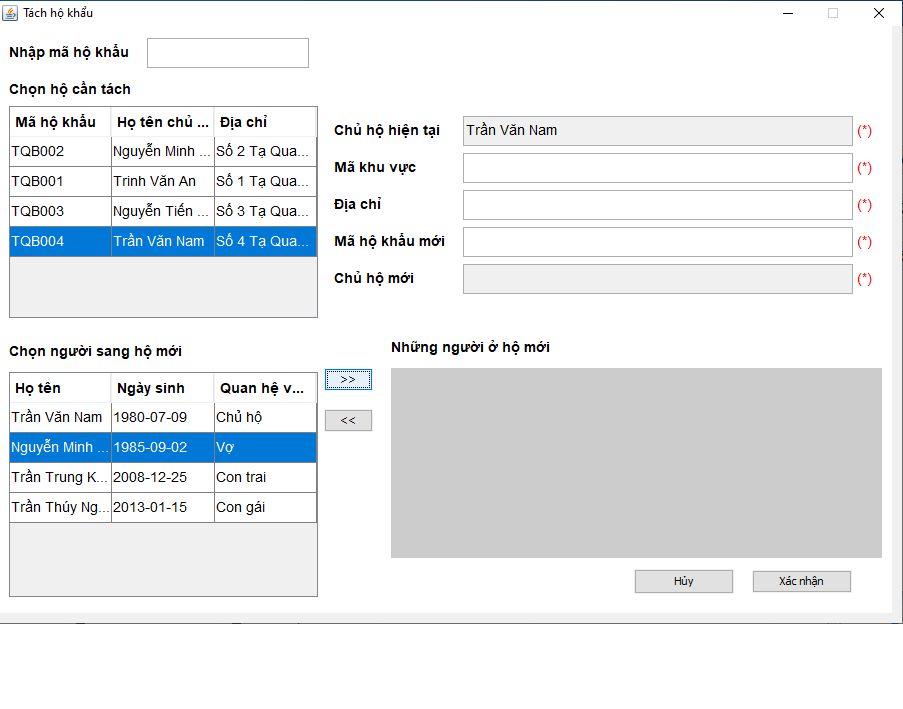 Tách hộ khẩu
Nhập mã hộ khẩu
Chọn hộ cần tách
Mã hộ khẩu Họ tên chủ ... Địa chỉ
TQB002 Nguyễn Minh ... Số 2 Tạ Qua...
TQB001 Trinh Văn An Số 1 Tạ Qua...
TQB003 Nguyễn Tiến ... Số 3 Tạ Qua...
TQB004 Trần Văn Nam Số 4 Tạ Qua...
Chủ hộ hiện tại Trần Văn Nam (*)
Mã khu vực (*)
Địa chỉ (*)
Mã hộ khẩu mới (*)
Chủ hộ mới (*)
Chọn người sang hộ mới
Họ tên Ngày sinh Quan hệ v...
Trần Văn Nam 1980-07-09 Chủ hộ
Nguyễn Minh ... 1985-09-02 Vợ
Trần Trung K... 2008-12-25 Con trai
Trần Thúy Ng... 2013-01-15 Con gái
>>
<<
Những người ở hộ mới
Hủy Xác nhận